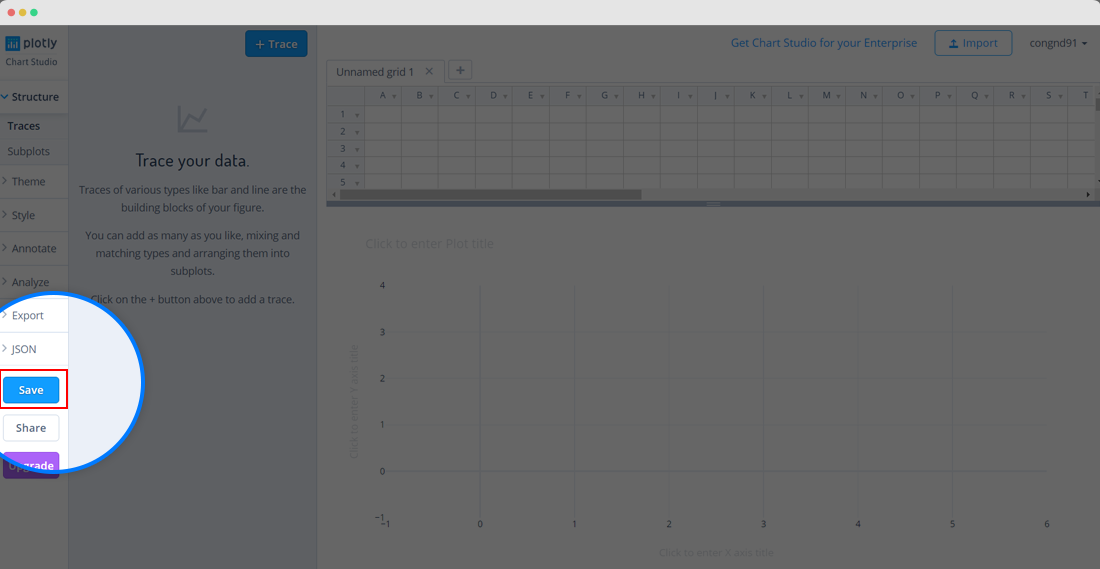 plotly
Chart Studio
Structure
Traces
Subplots
Theme
Style
Annotate
Analyze
Export
JSON
Save
Share
Upgrade
+ Trace
Trace your data.
Traces of various types like bar and line are the
building blocks of your figure.
You can add as many as you like, mixing and
matching types and arranging them into
subplots.
Click on the + button above to add a trace.
Get Chart Studio for your Enterprise
Import
congnd91
Unnamed grid 1 ✕ +
A B C D E F G H I J K L M N O P Q R S T
1
2
3
4
5
Click to enter Plot title
4
3
2
1
0
−1
Click to enter Y axis title
−1 0 1 2 3 4 5 6
Click to enter X axis title